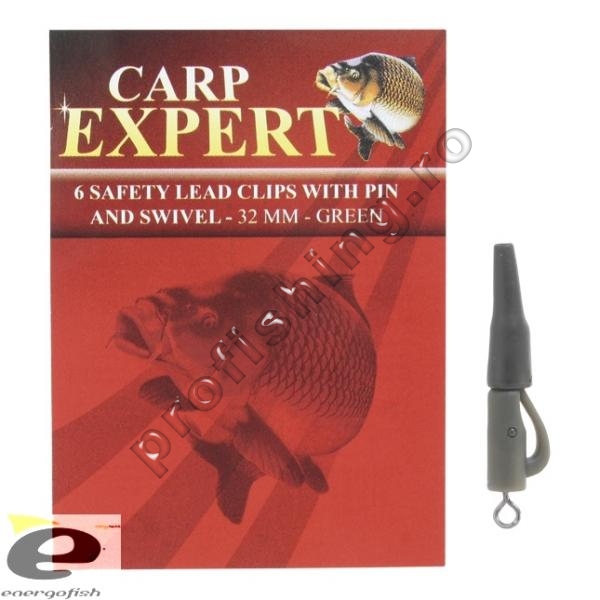 CARP
EXPERT
6 SAFETY LEAD CLIPS WITH PIN
AND SWIVEL - 32 MM - GREEN
profishing.ro
e
energofish